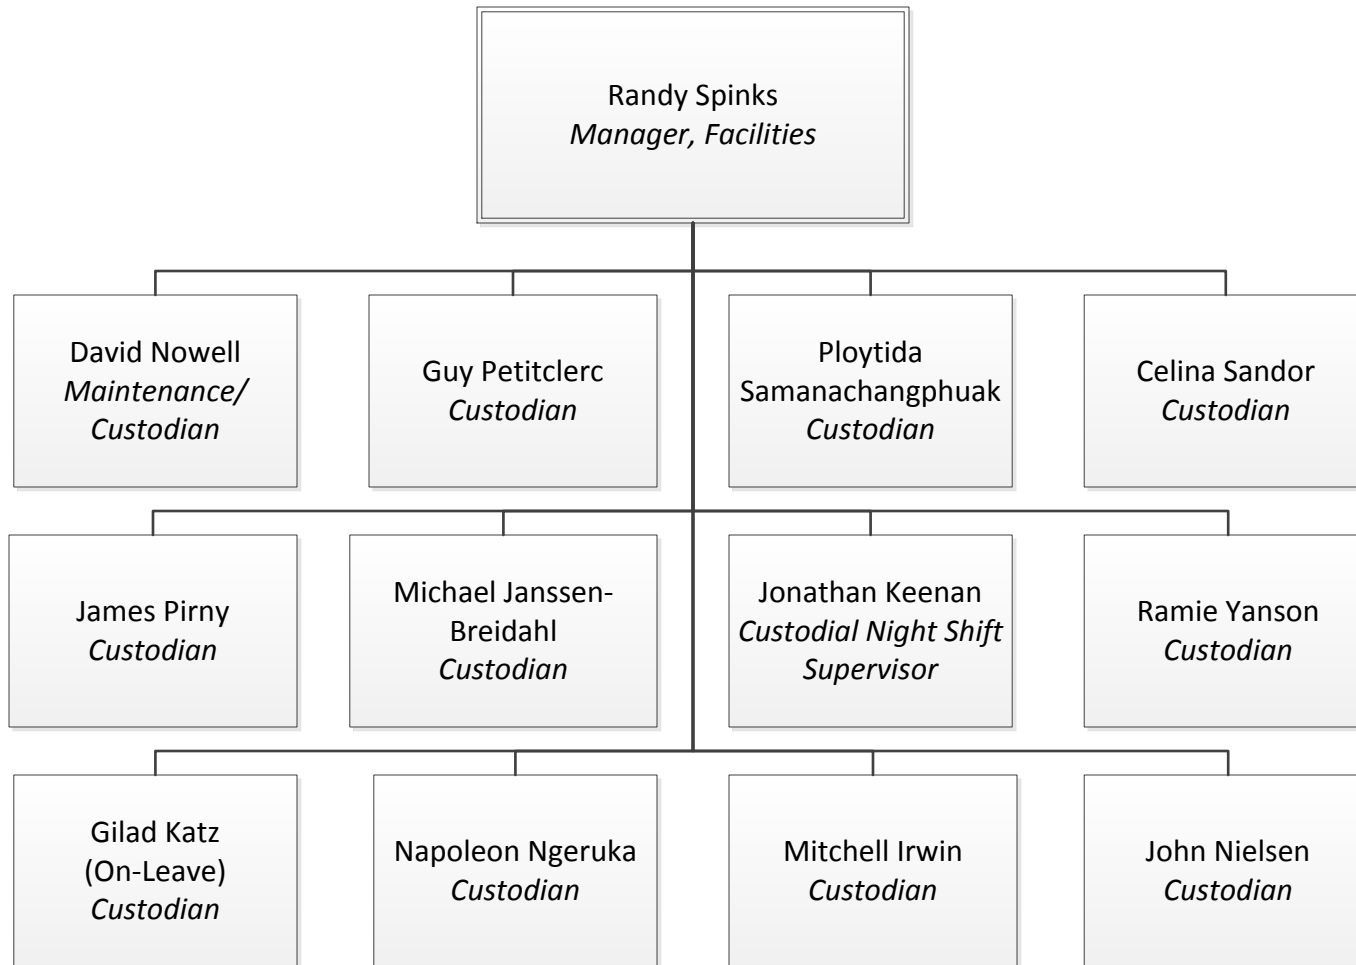 Randy Spinks
Manager, Facilities
David Nowell
Maintenance/
Custodian
Guy Petitclerc
Custodian
Ploytida
Samanachangphuak
Custodian
Celina Sandor
Custodian
James Pirny
Custodian
Michael Janssen-
Breidahl
Custodian
Jonathan Keenan
Custodial Night Shift
Supervisor
Ramie Yanson
Custodian
Gilad Katz
(On-Leave)
Custodian
Napoleon Ngeruka
Custodian
Mitchell Irwin
Custodian
John Nielsen
Custodian